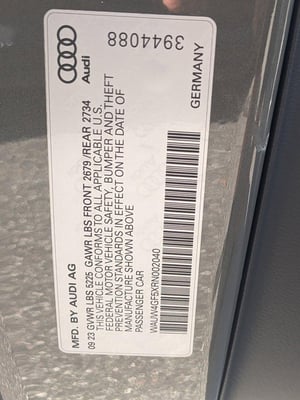 Audi
3944088
GERMANY
MFD. BY AUDI AG
09 23 GVWR LBS 5225 GAWR LBS FRONT 2679 /REAR 2734
THIS VEHICLE CONFORMS TO ALL APPLICABLE U.S.
FEDERAL MOTOR VEHICLE SAFETY, BUMPER AND THEFT
PREVENTION STANDARDS IN EFFECT ON THE DATE OF
MANUFACTURE SHOWN ABOVE
PASSENGER CAR